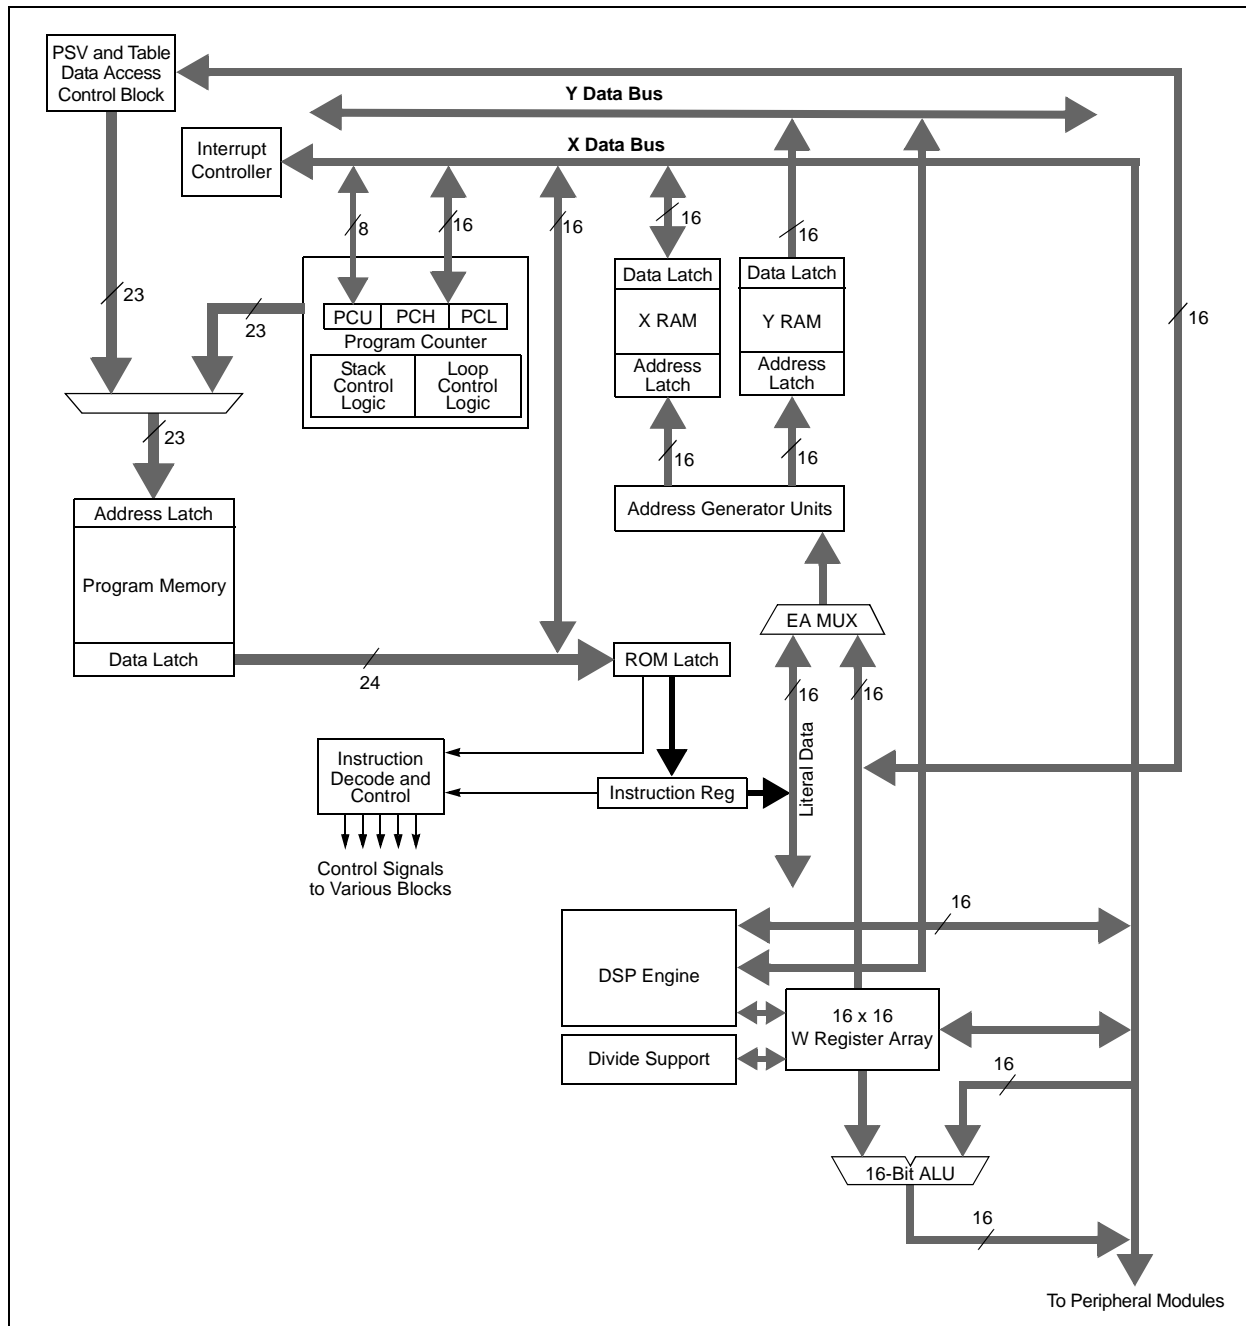 PSV and Table
Data Access
Control Block
Y Data Bus
X Data Bus
Interrupt
Controller
8
16
16
16
16
23
23
16
PCU
PCH
PCL
Program Counter
Stack
Control
Logic
Loop
Control
Logic
Data Latch
X RAM
Address
Latch
Data Latch
Y RAM
Address
Latch
23
16
16
Address Generator Units
Address Latch
Program Memory
Data Latch
24
EA MUX
ROM Latch
16
16
Literal Data
Instruction
Decode and
Control
Instruction Reg
Control Signals
to Various Blocks
16
DSP Engine
16 x 16
W Register Array
Divide Support
16
16-Bit ALU
16
To Peripheral Modules